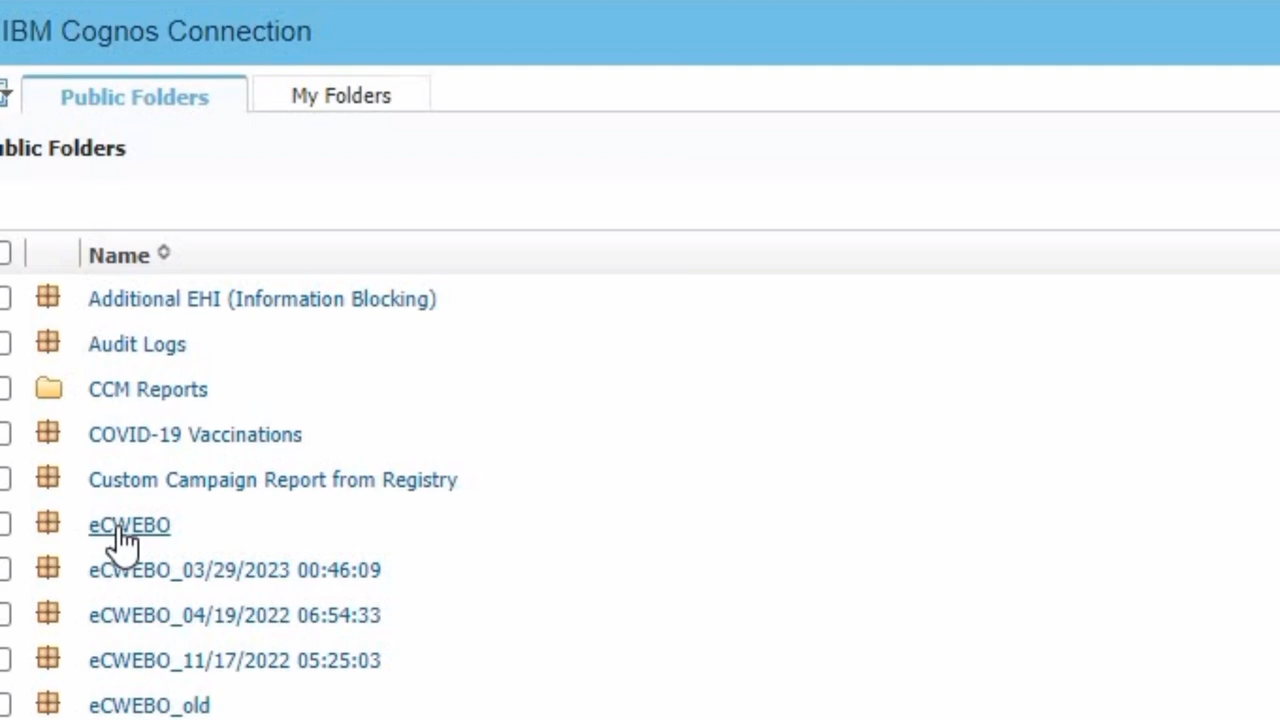 IBM Cognos Connection
Public Folders
My Folders
ublic Folders
Name
Additional EHI (Information Blocking)
Audit Logs
CCM Reports
COVID-19 Vaccinations
Custom Campaign Report from Registry
eCWEBO
eCWEBO_03/29/2023 00:46:09
eCWEBO_04/19/2022 06:54:33
eCWEBO_11/17/2022 05:25:03
eCWEBO_old